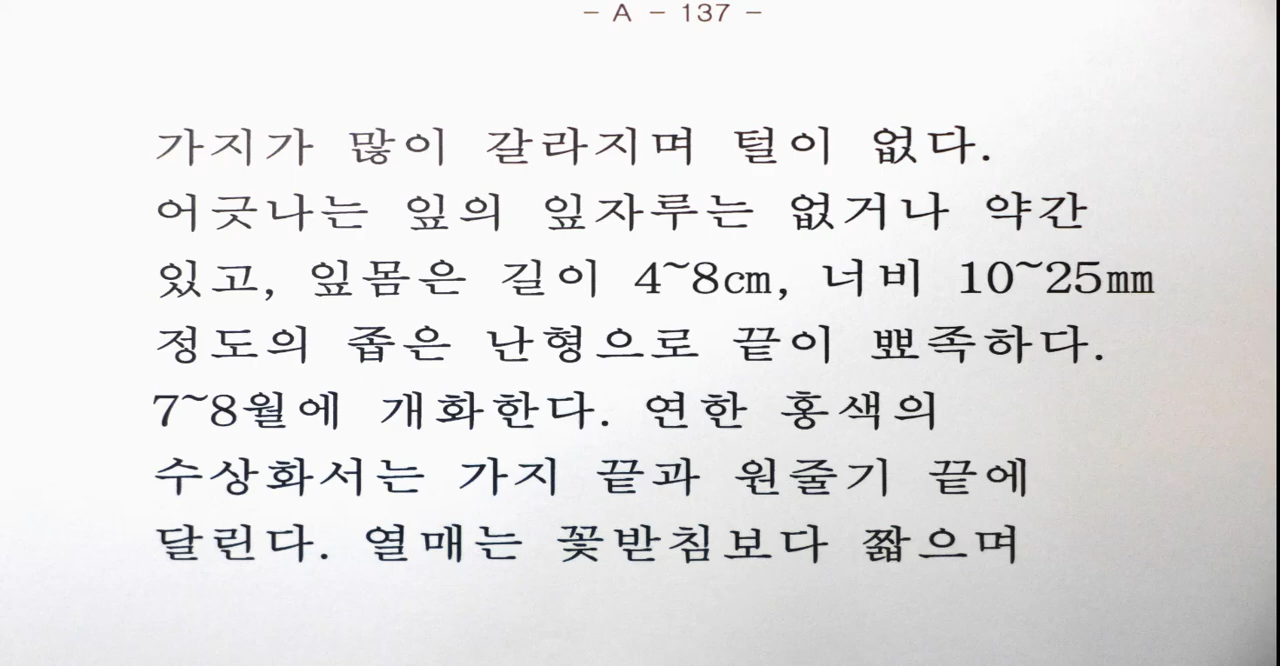 - A - 137 -
가지가 많이 갈라지며 털이 없다.
어긋나는 잎의 잎자루는 없거나 약간
있고, 잎몸은 길이 4~8㎝, 너비 10~25㎜
정도의 좁은 난형으로 끝이 뾰족하다.
7~8월에 개화한다. 연한 홍색의
수상화서는 가지 끝과 원줄기 끝에
달린다. 열매는 꽃받침보다 짧으며